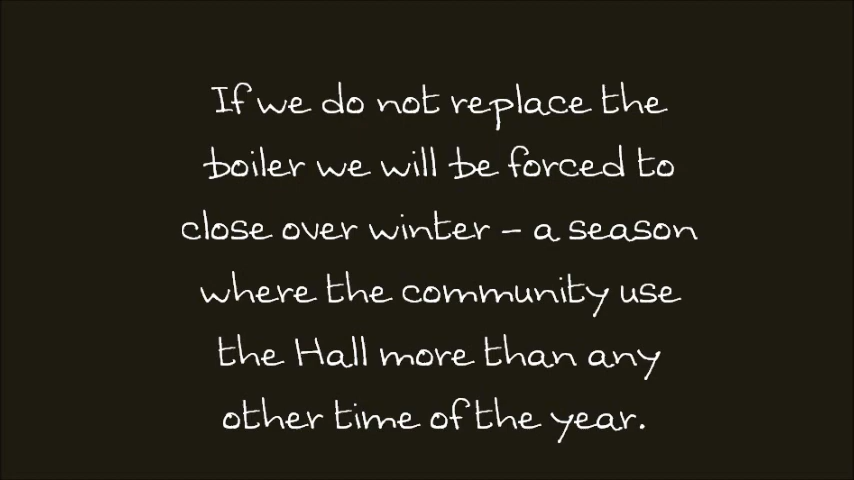 If we do not replace the
boiler we will be forced to
close over winter – a season
where the community use
the Hall more than any
other time of the year.